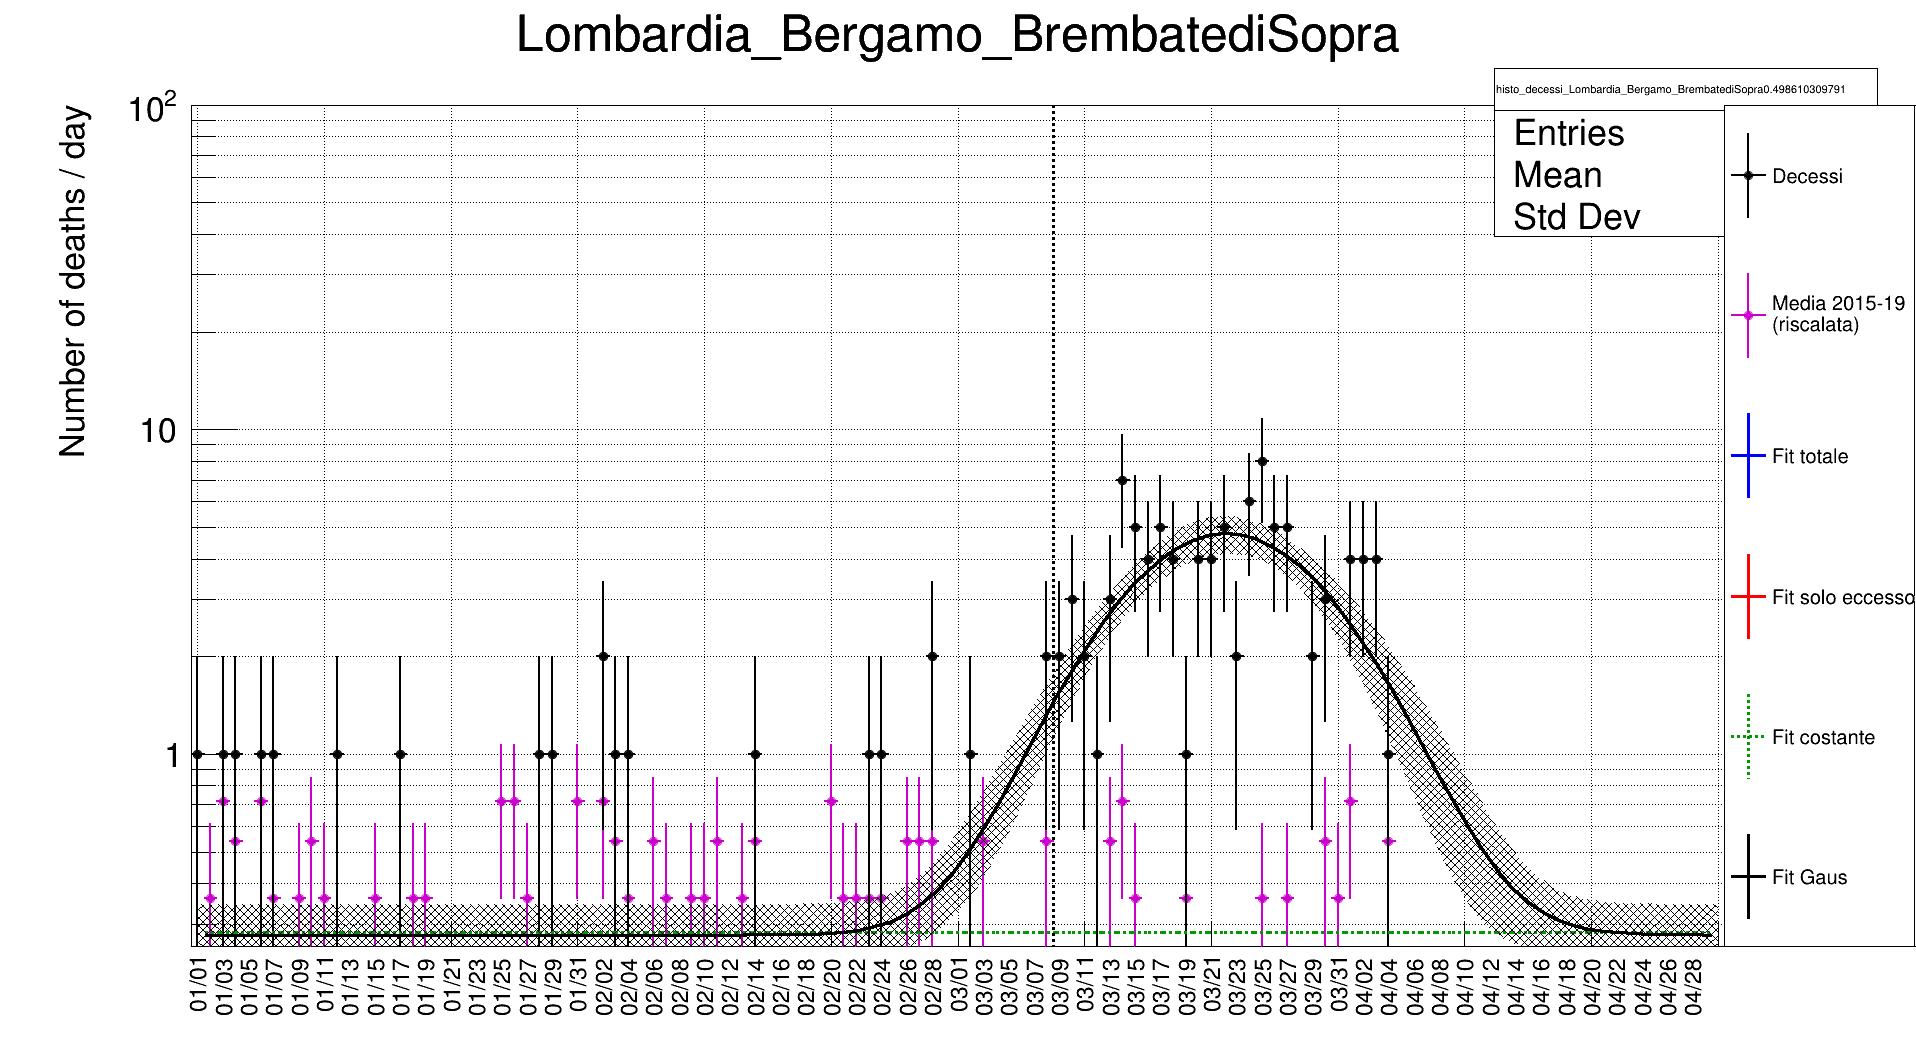 Lombardia_Bergamo_BrembatediSopra
histo_decessi_Lombardia_Bergamo_BrembatediSopra0.498610309791
Entries
Mean
Std Dev
Number of deaths / day
10²
10
1
Decessi
Media 2015-19
(riscalata)
Fit totale
Fit solo eccesso
Fit costante
Fit Gaus
01/01 01/03 01/05 01/07 01/09 01/11 01/13 01/15 01/17 01/19 01/21 01/23 01/25 01/27 01/29 01/31 02/02 02/04 02/06 02/08 02/10 02/12 02/14 02/16 02/18 02/20 02/22 02/24 02/26 02/28 03/01 03/03 03/05 03/07 03/09 03/11 03/13 03/15 03/17 03/19 03/21 03/23 03/25 03/27 03/29 03/31 04/02 04/04 04/06 04/08 04/10 04/12 04/14 04/16 04/18 04/20 04/22 04/24 04/26 04/28